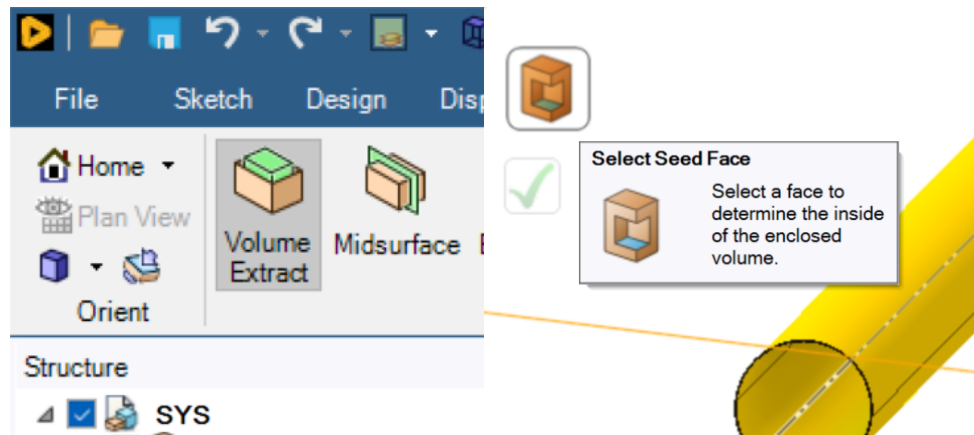 File Sketch Design Disp
Home
Plan View
Orient
Volume
Extract
Midsurface
Structure
SYS
Select Seed Face
Select a face to
determine the inside
of the enclosed
volume.